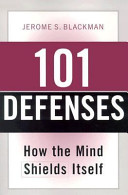 JEROME S. BLACKMAN
101
DEFENSES
How the Mind
Shields Itself